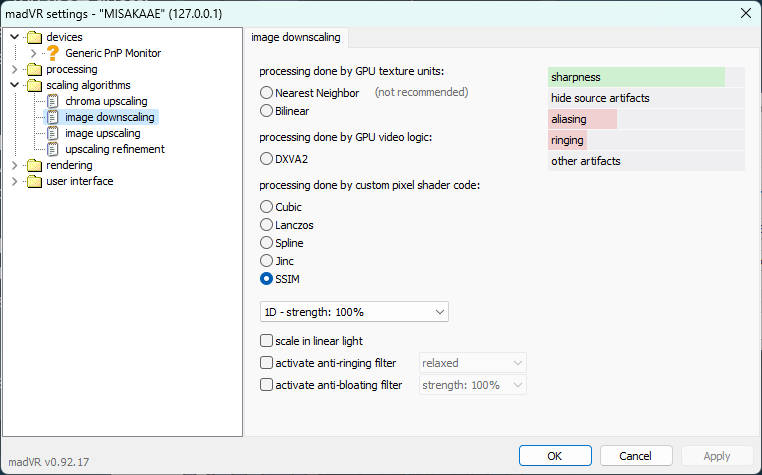 madVR settings - "MISAKAAE" (127.0.0.1)
devices
Generic PnP Monitor
processing
scaling algorithms
chroma upscaling
image downscaling
image upscaling
upscaling refinement
rendering
user interface
image downscaling
processing done by GPU texture units:
Nearest Neighbor (not recommended)
Bilinear
processing done by GPU video logic:
DXVA2
processing done by custom pixel shader code:
Cubic
Lanczos
Spline
Jinc
SSIM
1D - strength: 100%
scale in linear light
activate anti-ringing filter relaxed
activate anti-bloating filter strength: 100%
sharpness
hide source artifacts
aliasing
ringing
other artifacts
madVR v0.92.17
OK Cancel Apply